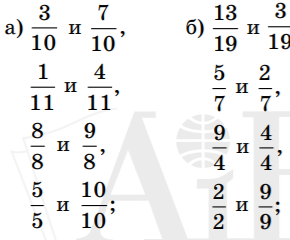 а) 3/10 и 7/10, б) 13/19 и 3/19
1/11 и 4/11, 5/7 и 2/7,
8/8 и 9/8, 9/4 и 4/4,
5/5 и 10/10; 2/2 и 9/9;